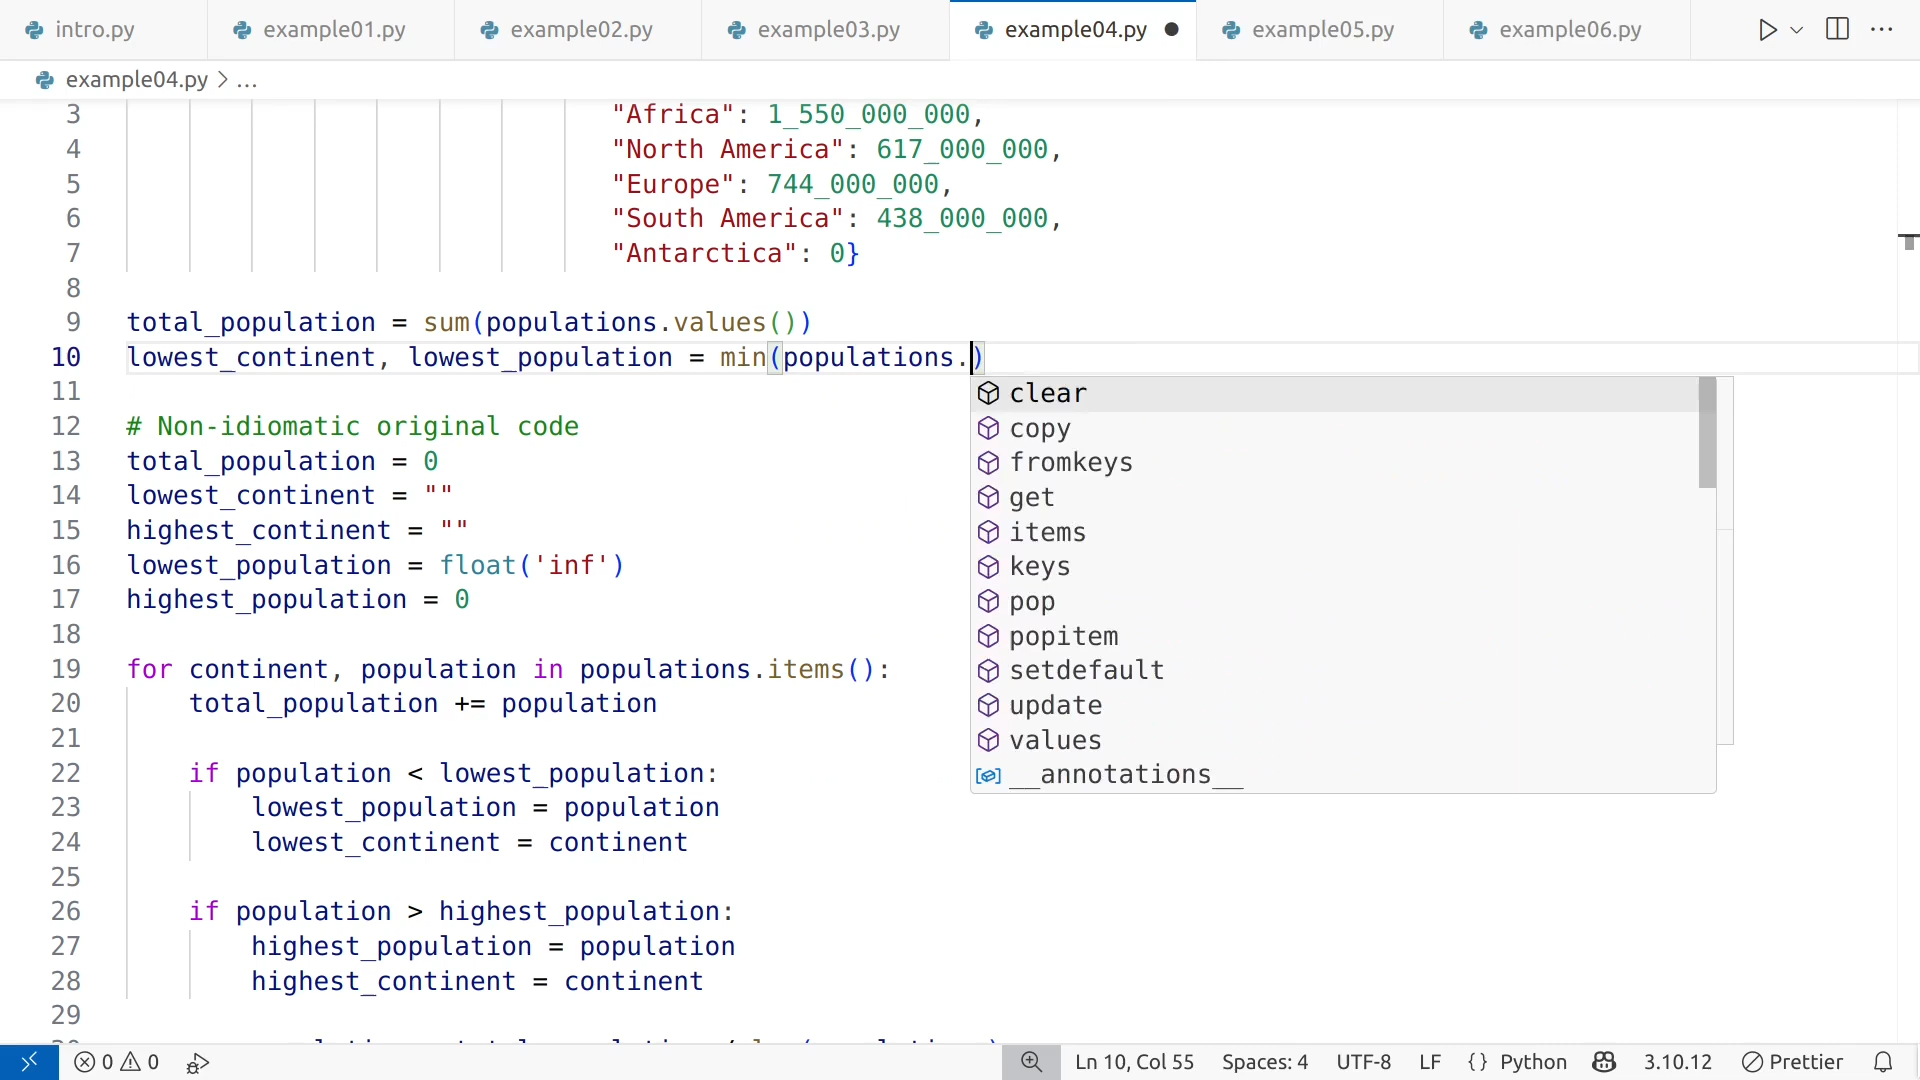 intro.py
example01.py
example02.py
example03.py
example04.py
example05.py
example06.py
example04.py > ...
3 "Africa": 1_550_000_000,
4 "North America": 617_000_000,
5 "Europe": 744_000_000,
6 "South America": 438_000_000,
7 "Antarctica": 0}
8
9 total_population = sum(populations.values())
10 lowest_continent, lowest_population = min(populations.)
11
12 # Non-idiomatic original code
13 total_population = 0
14 lowest_continent = ""
15 highest_continent = ""
16 lowest_population = float('inf')
17 highest_population = 0
18
19 for continent, population in populations.items():
20 total_population += population
21
22 if population < lowest_population:
23 lowest_population = population
24 lowest_continent = continent
25
26 if population > highest_population:
27 highest_population = population
28 highest_continent = continent
29
clear
copy
fromkeys
get
items
keys
pop
popitem
setdefault
update
values
__annotations__
0 0
Ln 10, Col 55
Spaces: 4
UTF-8
LF
{} Python
3.10.12
Prettier